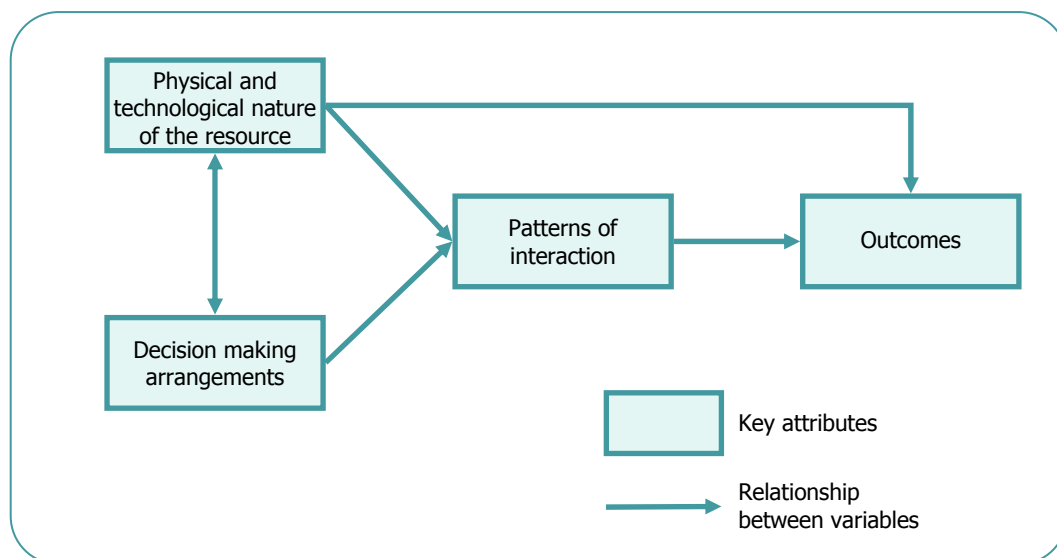 Physical and
technological nature
of the resource
Patterns of
interaction
Outcomes
Decision making
arrangements
Key attributes
Relationship
between variables